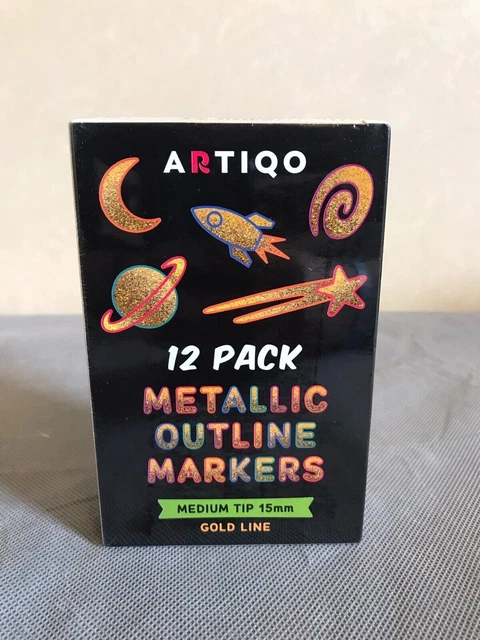 ARTIQO
12 PACK
METALLIC
OUTLINE
MARKERS
MEDIUM TIP 15mm
GOLD LINE